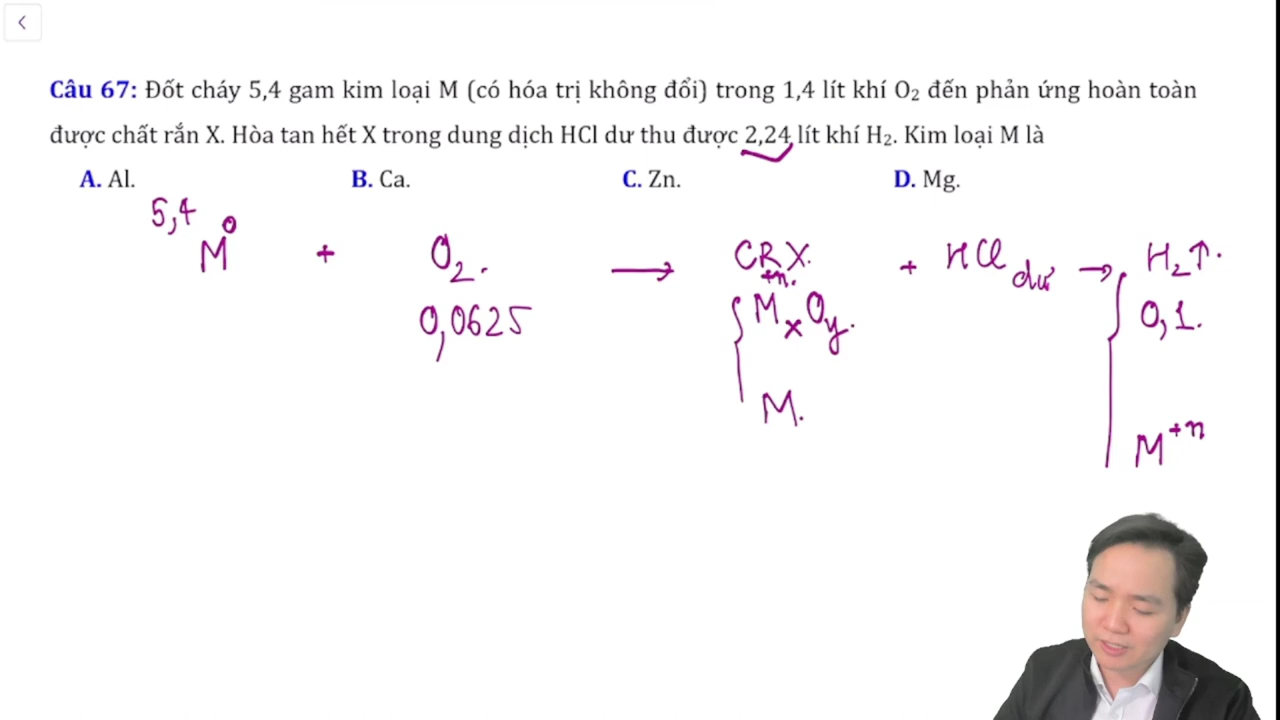 Câu 67: Đốt cháy 5,4 gam kim loại M (có hóa trị không đổi) trong 1,4 lít khí O₂ đến phản ứng hoàn toàn
được chất rắn X. Hòa tan hết X trong dung dịch HCl dư thu được 2,24 lít khí H₂. Kim loại M là
A. Al. B. Ca. C. Zn. D. Mg.
5,4 M⁰ + O₂. → CRX. + HCl dư → H₂↑.
0,0625 +n. MₓOᵧ. 0,1.
M. M⁺ⁿ